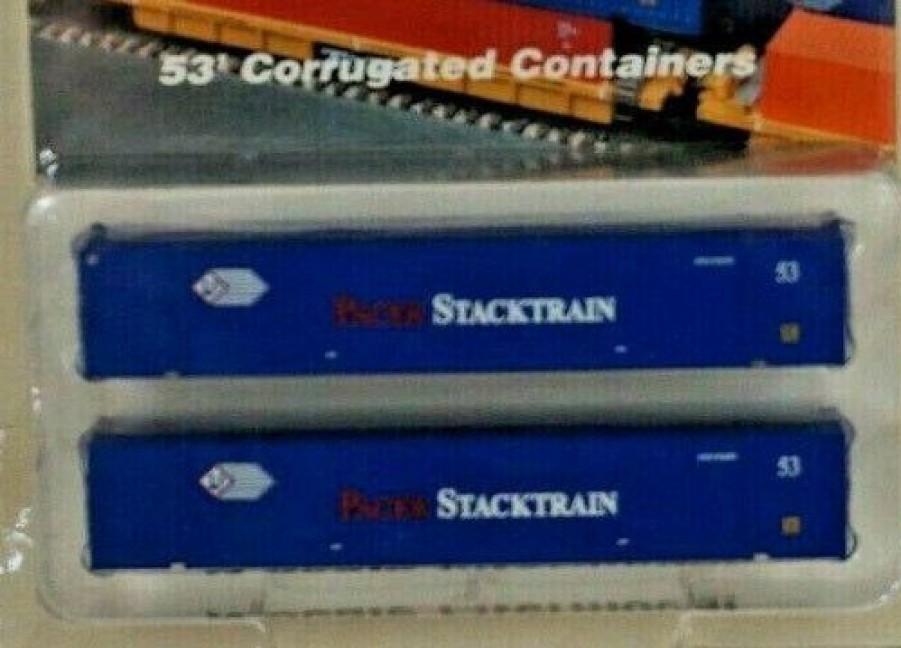 53' Corrugated Containers
53
PACER STACKTRAIN
53
PACER STACKTRAIN